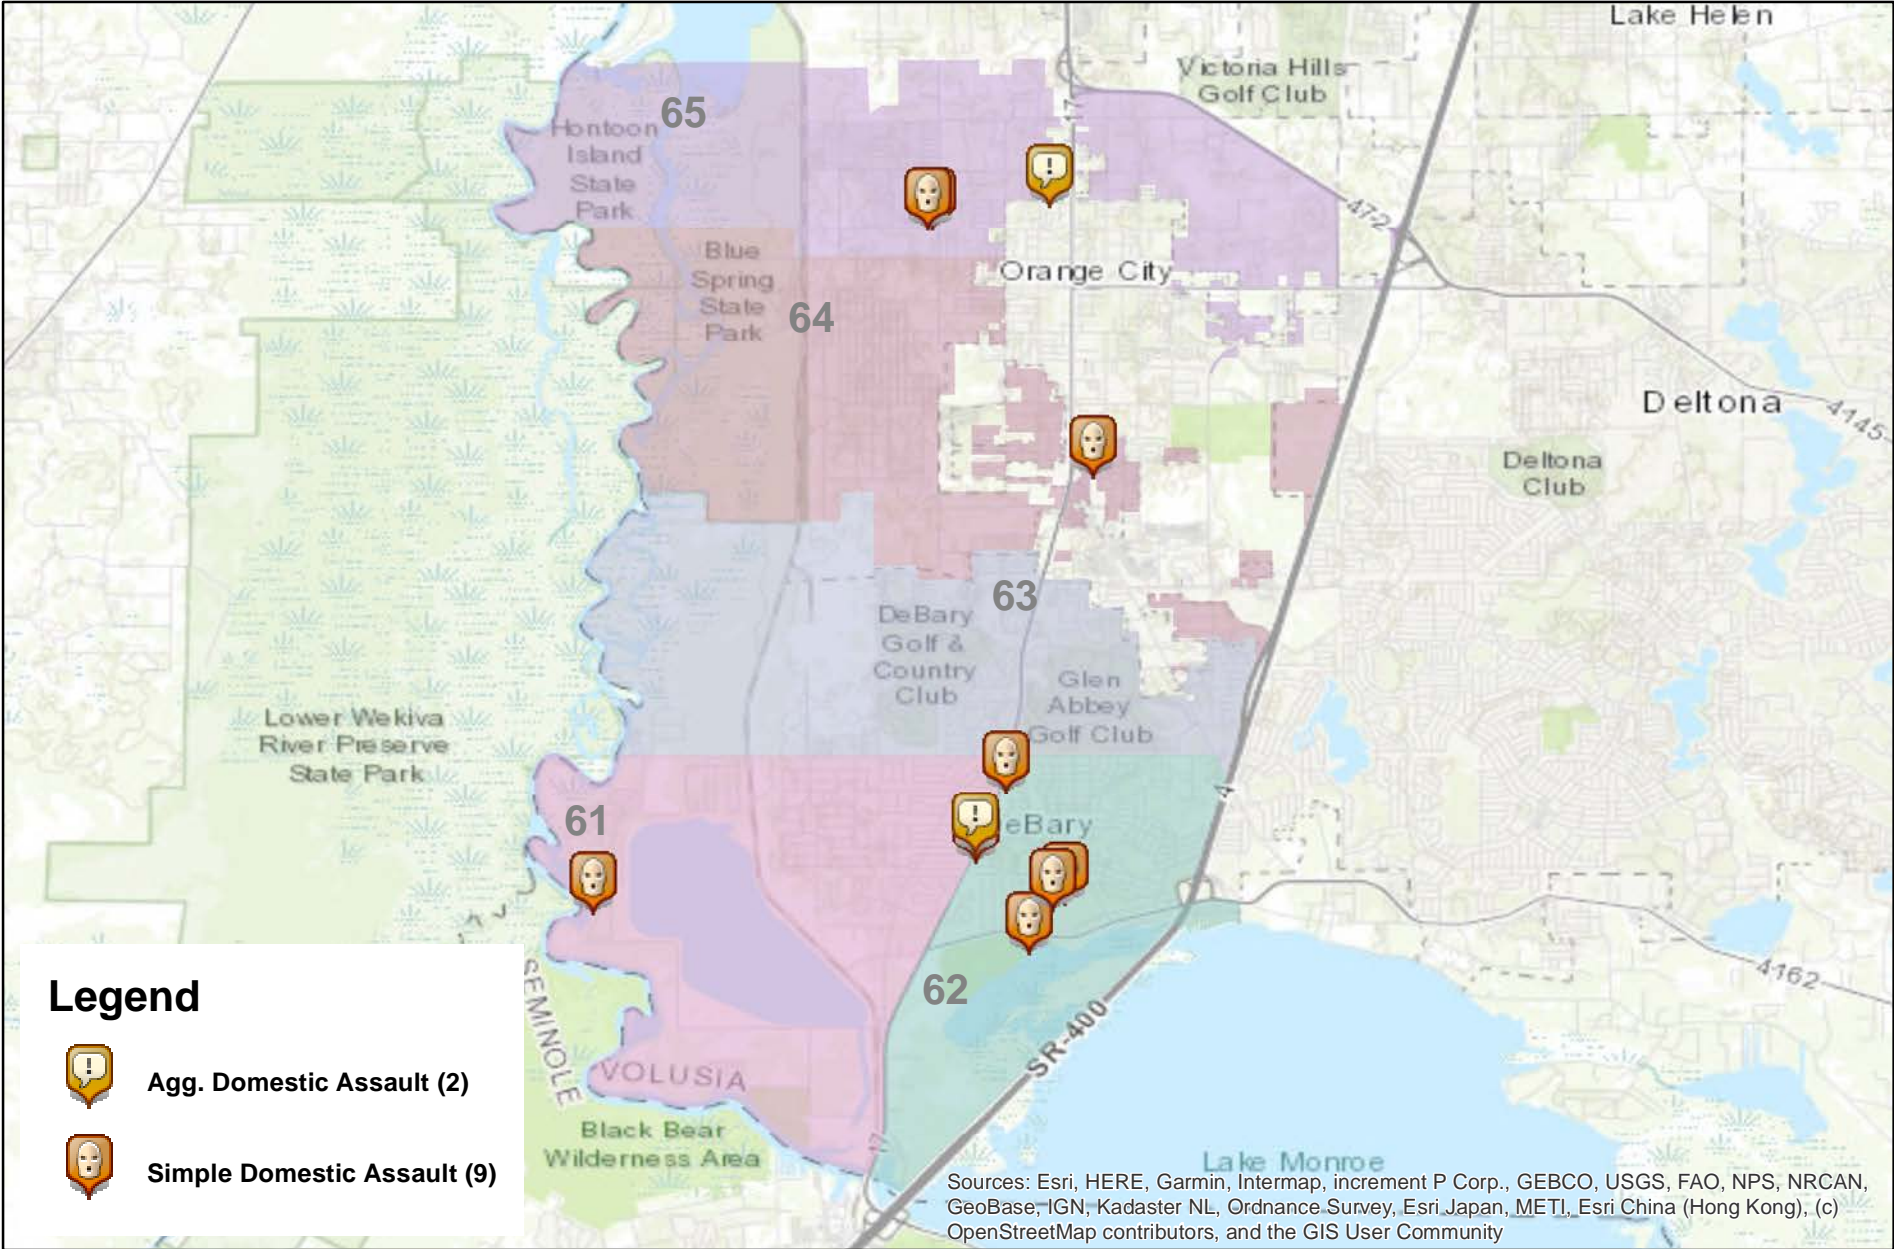 Lake Helen
Victoria Hills
Golf Club
17
65
Hontoon
Island
State
Park
47-2
Blue
Spring
State
Park
64
Orange City
Deltona
4145
Deltona
Club
63
DeBary
Golf &
Country
Club
Glen
Abbey
Golf Club
Lower Wekiva
River Preserve
State Park
4
61
eBary
62
4162
SR-400
SEMINOLE
VOLUSIA
17
Black Bear
Wilderness Area
Lake Monroe
Legend
!
Agg. Domestic Assault (2)
Simple Domestic Assault (9)
Sources: Esri, HERE, Garmin, Intermap, increment P Corp., GEBCO, USGS, FAO, NPS, NRCAN,
GeoBase, IGN, Kadaster NL, Ordnance Survey, Esri Japan, METI, Esri China (Hong Kong), (c)
OpenStreetMap contributors, and the GIS User Community